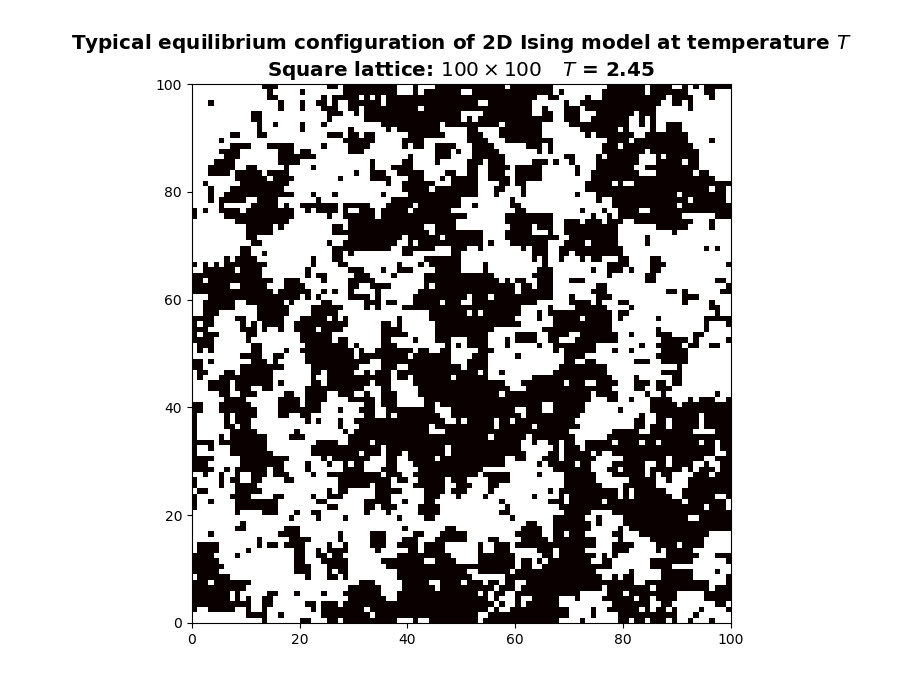 Typical equilibrium configuration of 2D Ising model at temperature T
Square lattice: 100 × 100 T = 2.45
100
80
60
40
20
0
0 20 40 60 80 100